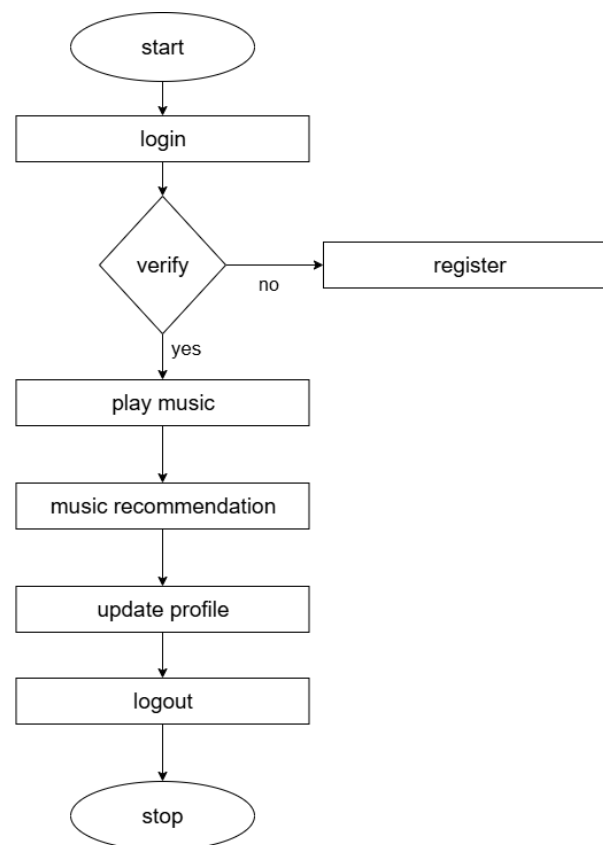 start
login
verify
register
no
yes
play music
music recommendation
update profile
logout
stop